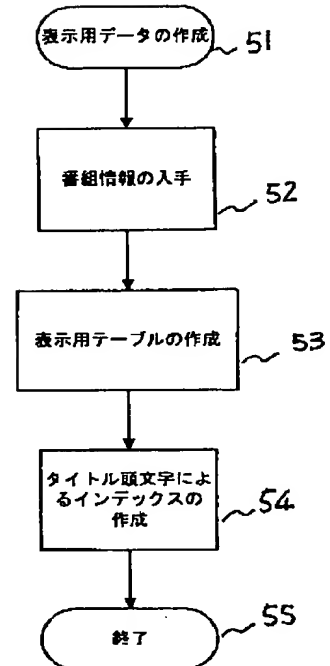 表示用データの作成
51
番組情報の入手
52
表示用テーブルの作成
53
タイトル頭文字によ
るインデックスの
作成
54
終了
55